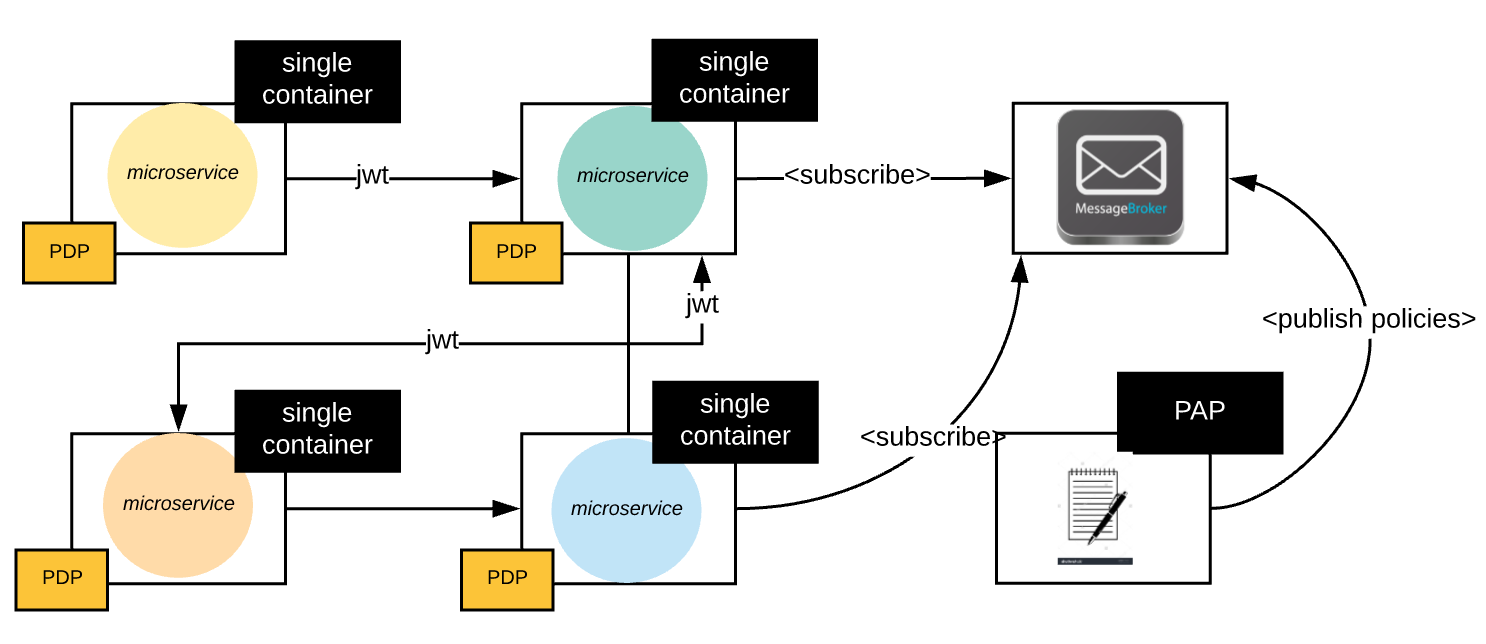 single
container
single
container
microservice
jwt
microservice
<subscribe>
MessageBroker
PDP
PDP
jwt
<publish policies>
jwt
single
container
single
container
PAP
<subscribe>
microservice
microservice
PDP
PDP